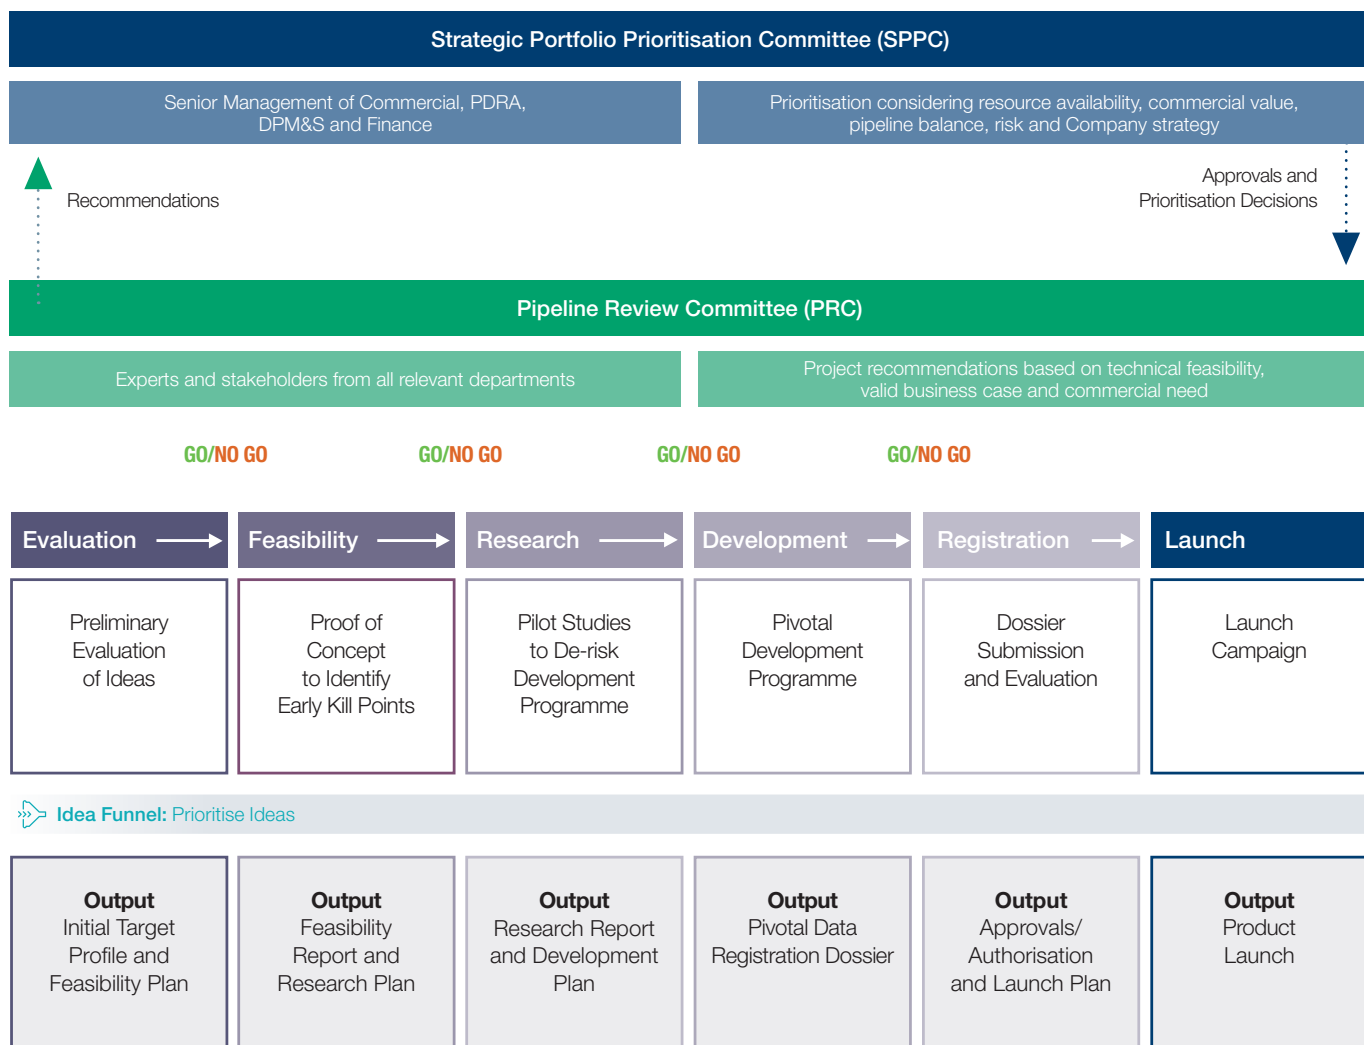 Strategic Portfolio Prioritisation Committee (SPPC)
Senior Management of Commercial, PDRA,
DPM&S and Finance
Prioritisation considering resource availability, commercial value,
pipeline balance, risk and Company strategy
Recommendations
Approvals and
Prioritisation Decisions
Pipeline Review Committee (PRC)
Experts and stakeholders from all relevant departments
Project recommendations based on technical feasibility,
valid business case and commercial need
GO/NO GO
GO/NO GO
GO/NO GO
GO/NO GO
Evaluation
Feasibility
Research
Development
Registration
Launch
Preliminary
Evaluation
of Ideas
Proof of
Concept
to Identify
Early Kill Points
Pilot Studies
to De-risk
Development
Programme
Pivotal
Development
Programme
Dossier
Submission
and Evaluation
Launch
Campaign
Idea Funnel: Prioritise Ideas
Output
Initial Target
Profile and
Feasibility Plan
Output
Feasibility
Report and
Research Plan
Output
Research Report
and Development
Plan
Output
Pivotal Data
Registration Dossier
Output
Approvals/
Authorisation
and Launch Plan
Output
Product
Launch